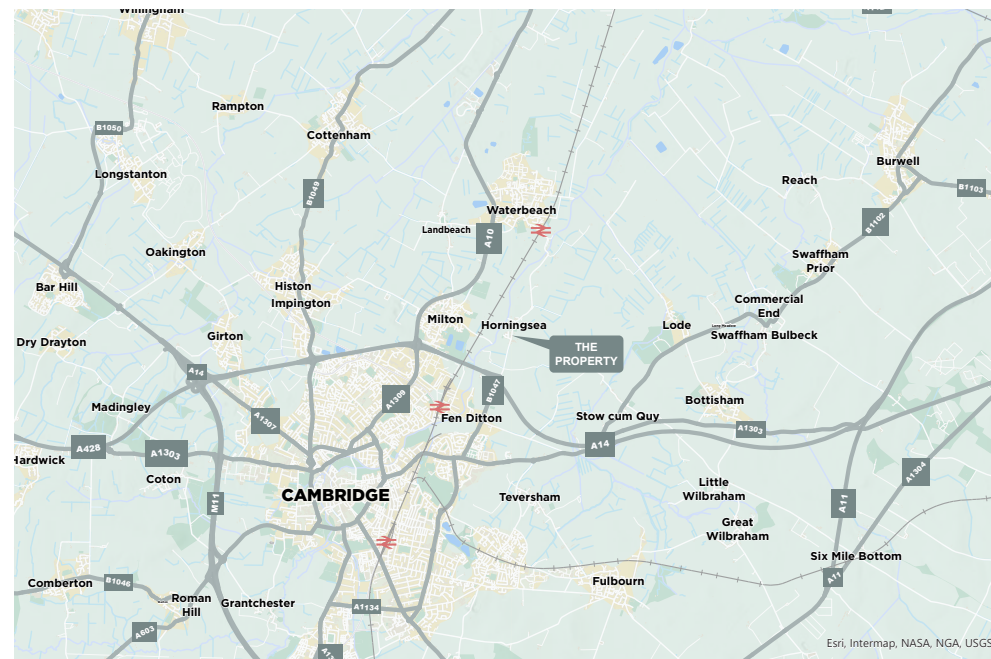 Willingham
B1050
Rampton
Cottenham
Longstanton
B1049
Burwell
Reach
B1103
Waterbeach
B1102
Landbeach
A10
Oakington
Swaffham
Prior
Bar Hill
Histon
Impington
Commercial
End
Milton
Horningsea
Lode
Swaffham Bulbeck
Girton
Dry Drayton
THE
PROPERTY
A14
B1047
A1309
Madingley
A1307
Fen Ditton
Stow cum Quy
Bottisham
A1303
A428
A1303
A14
Hardwick
Coton
A1304
Little
Wilbraham
CAMBRIDGE
Teversham
M11
A11
Great
Wilbraham
Six Mile Bottom
Comberton
B1046
Fulbourn
A11
Roman
Hill
Grantchester
A1134
A603
Esri, Intermap, NASA, NGA, USGS